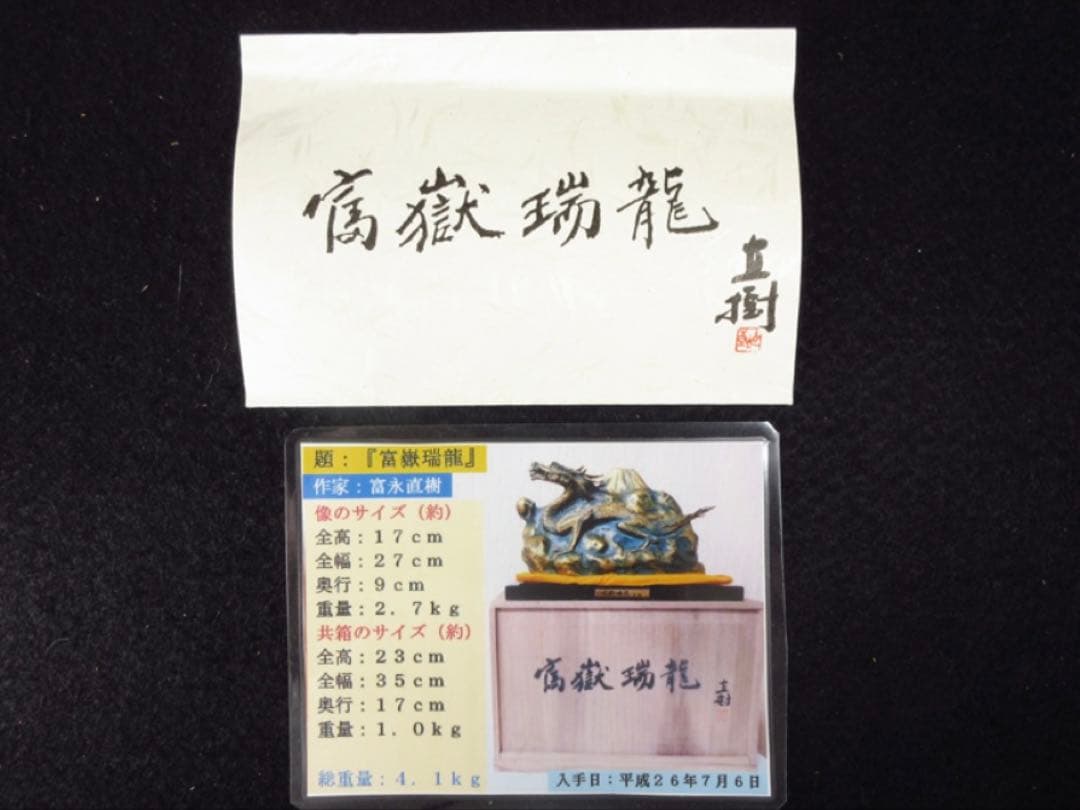 富嶽瑞龍
直樹
題：『富嶽瑞龍』
作家：富永直樹
像のサイズ（約）
全高：１７ｃｍ
全幅：２７ｃｍ
奥行：９ｃｍ
重量：２．７ｋｇ
共箱のサイズ（約）
全高：２３ｃｍ
全幅：３５ｃｍ
奥行：１７ｃｍ
重量：１．０ｋｇ
総重量：４．１ｋｇ
富嶽瑞龍
直樹
入手日：平成２６年７月６日